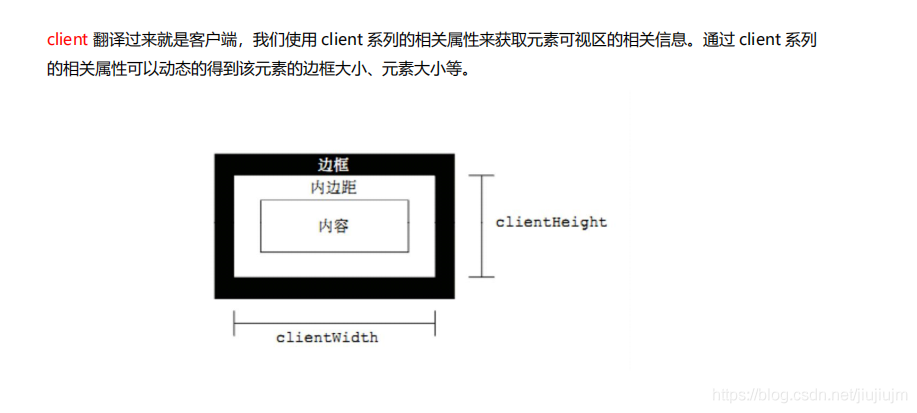 client 翻译过来就是客户端，我们使用 client 系列的相关属性来获取元素可视区的相关信息。通过 client 系列
的相关属性可以动态的得到该元素的边框大小、元素大小等。
边框
内边距
内容
clientHeight
clientWidth
https://blog.csdn.net/jiujiujm